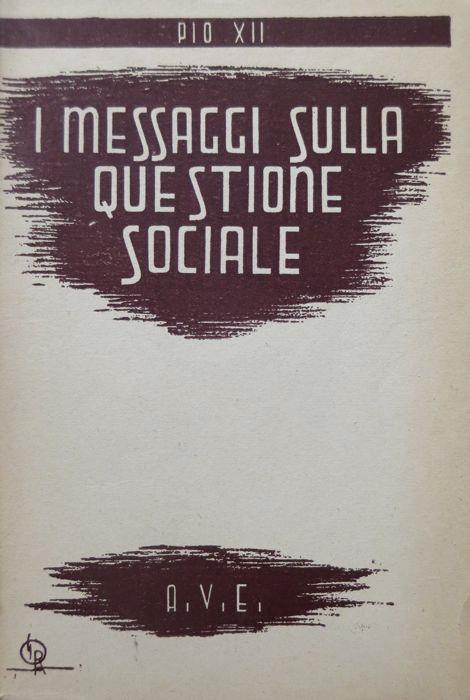 PIO XII
I MESSAGGI SULLA
QUESTIONE
SOCIALE
A.V.E.